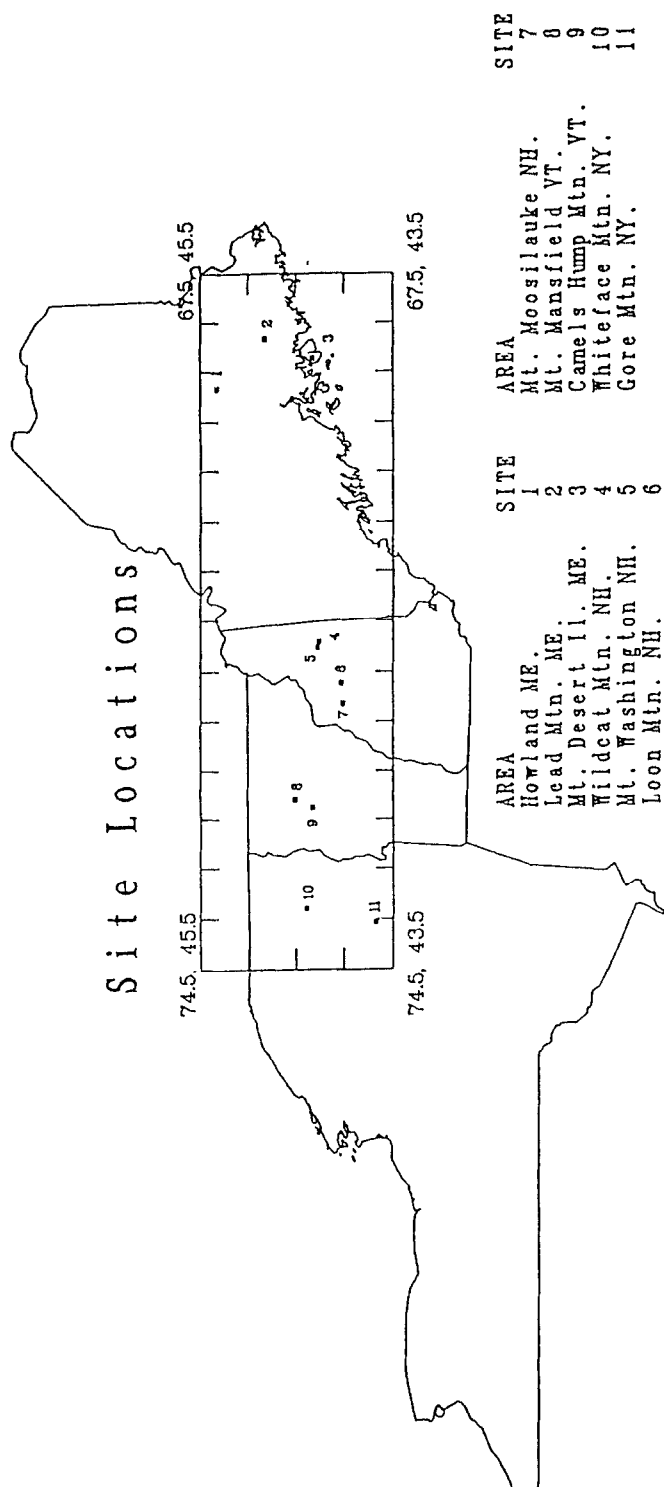 Site Locations
74.5, 45.5
67.5, 45.5
1
2
3
5
4
7
8
8
9
10
11
74.5, 43.5
67.5, 43.5
AREA SITE AREA SITE
Howland ME. 1 Mt. Moosilauke NH. 7
Lead Mtn. ME. 2 Mt. Mansfield VT. 8
Mt. Desert Il. ME. 3 Camels Hump Mtn. VT. 9
Wildcat Mtn. NH. 4 Whiteface Mtn. NY. 10
Mt. Washington NH. 5 Gore Mtn. NY. 11
Loon Mtn. NH. 6